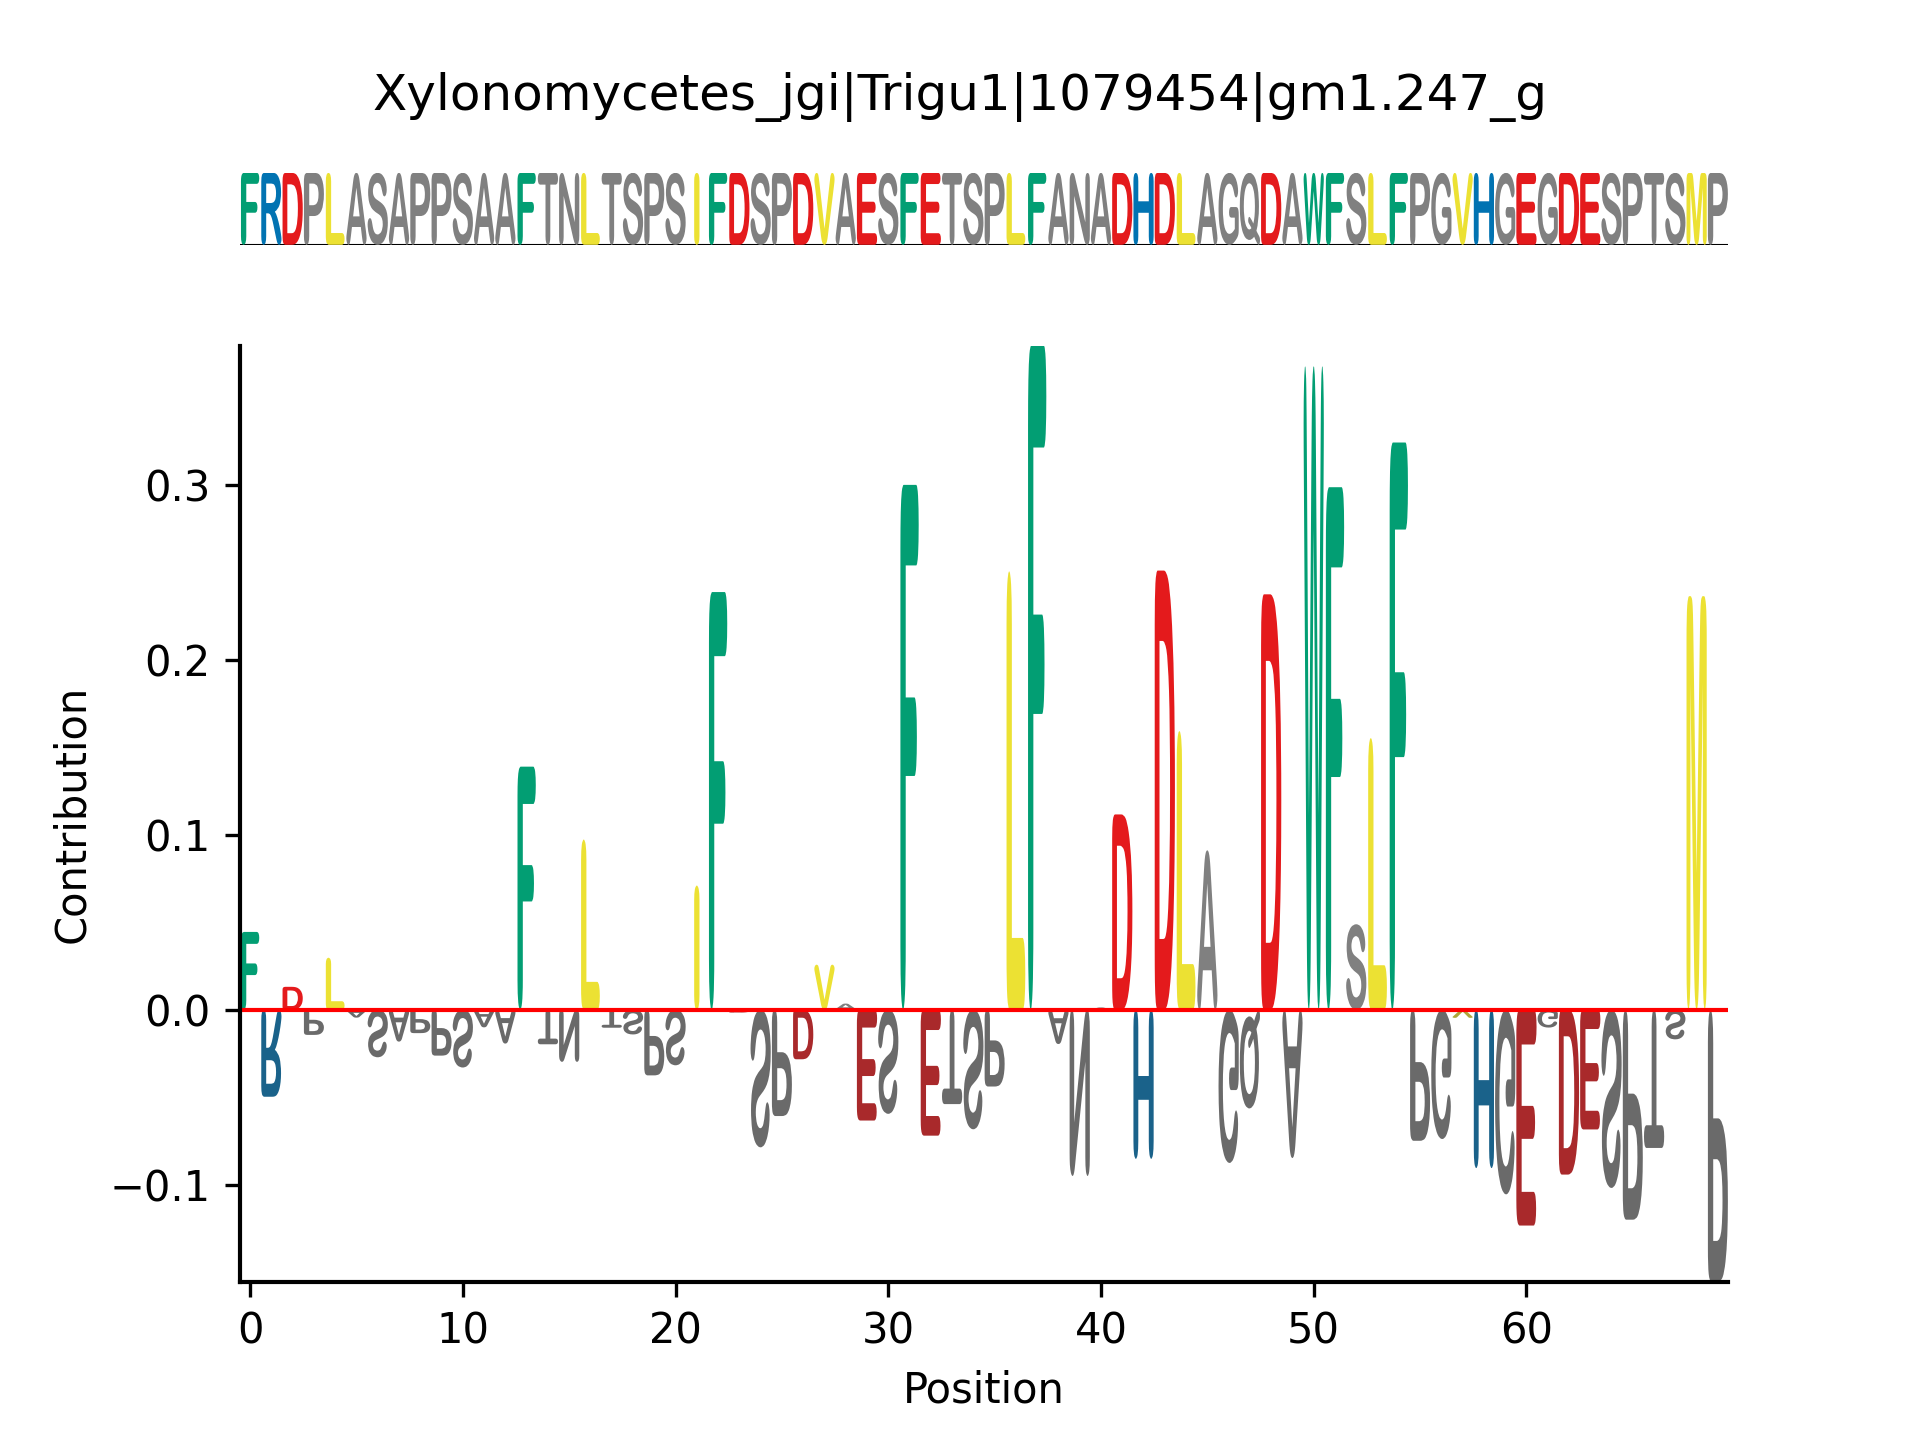 Xylonomycetes_jgi|Trigu1|1079454|gm1.247_g
FRDPLASAPPSAAFTNLTSPSIFDSPDVAESFETSPLFANADHDLAGQDAWFSLFPGVHGEGDESPTSMP
0.3
0.2
0.1
0.0
−0.1
Contribution
FRDPLASAPPSAAFTNLTSPSIFDSPDVAESFETSPLFANADHDLAGQDAWFSLFPGVHGEGDESPTSMP
0 10 20 30 40 50 60
Position